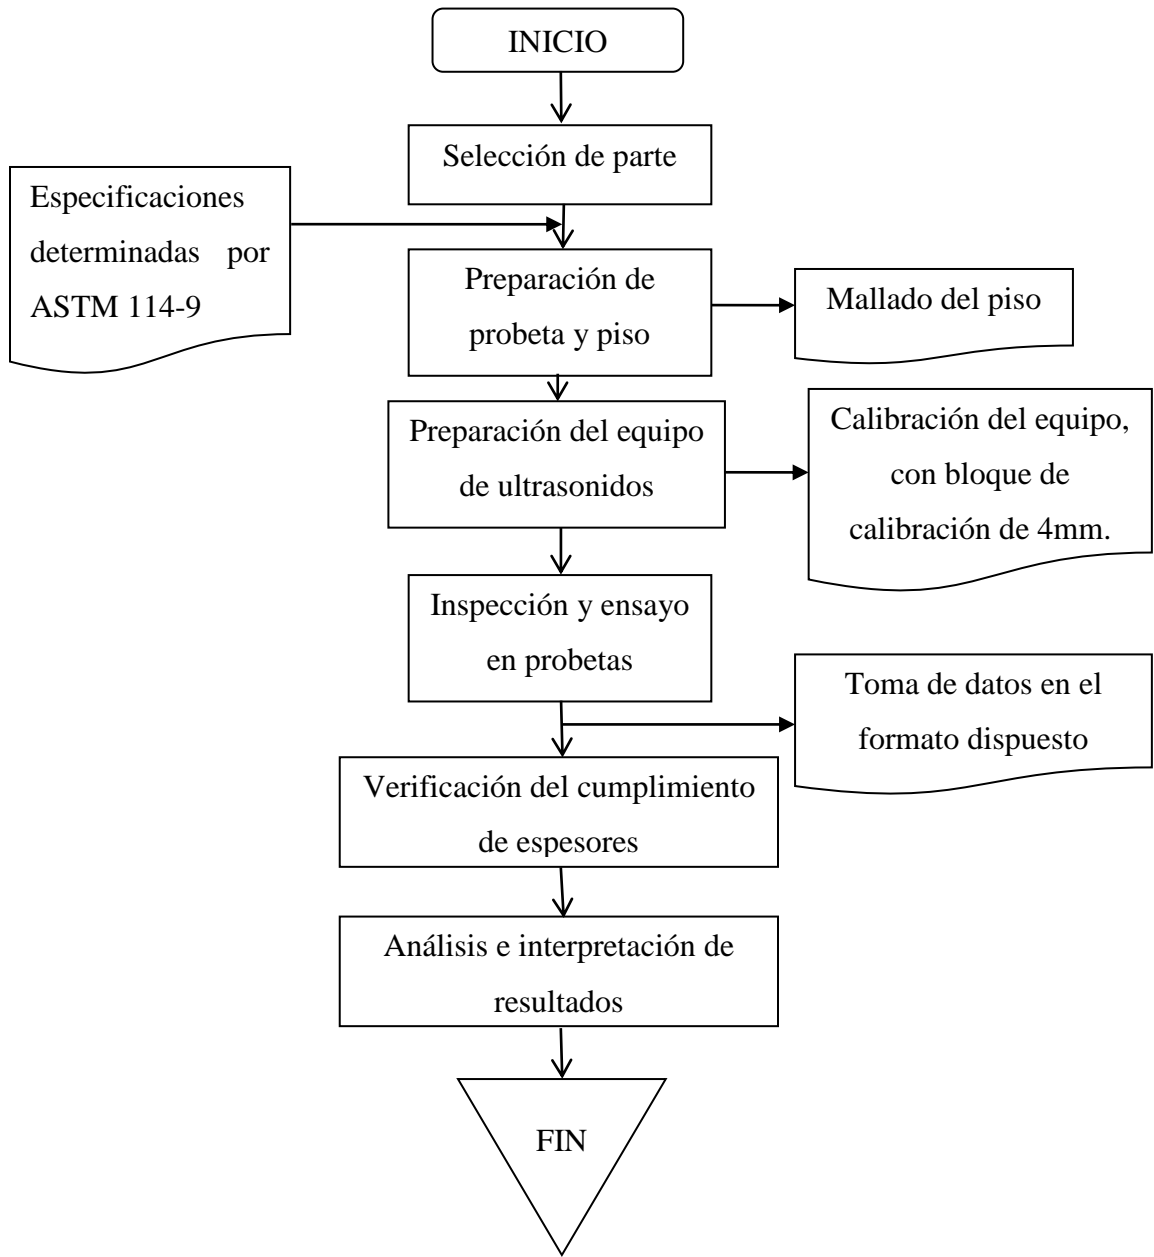 INICIO
Selección de parte
Especificaciones
determinadas por
ASTM 114-9
Preparación de
probeta y piso
Mallado del piso
Preparación del equipo
de ultrasonidos
Calibración del equipo,
con bloque de
calibración de 4mm.
Inspección y ensayo
en probetas
Toma de datos en el
formato dispuesto
Verificación del cumplimiento
de espesores
Análisis e interpretación de
resultados
FIN